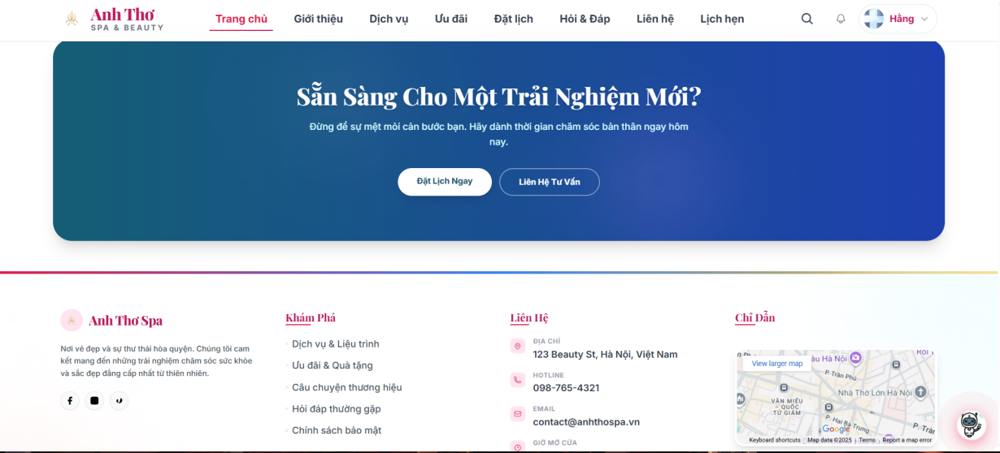 Anh Thơ
SPA & BEAUTY
Trang chủ
Giới thiệu
Dịch vụ
Ưu đãi
Đặt lịch
Hỏi & Đáp
Liên hệ
Lịch hẹn
Hằng
Sẵn Sàng Cho Một Trải Nghiệm Mới?
Đừng để sự mệt mỏi cản bước bạn. Hãy dành thời gian chăm sóc bản thân ngay hôm
nay.
Đặt Lịch Ngay
Liên Hệ Tư Vấn
Anh Thơ Spa
Nơi vẻ đẹp và sự thư thái hòa quyện. Chúng tôi cam
kết mang đến những trải nghiệm chăm sóc sức khỏe
và sắc đẹp đẳng cấp nhất từ thiên nhiên.
Khám Phá
Dịch vụ & Liệu trình
Ưu đãi & Quà tặng
Câu chuyện thương hiệu
Hỏi đáp thường gặp
Chính sách bảo mật
Liên Hệ
ĐỊA CHỈ
123 Beauty St, Hà Nội, Việt Nam
HOTLINE
098-765-4321
EMAIL
contact@anhthospa.vn
GIỜ MỞ CỬA
Chỉ Dẫn
View larger map
âu Hà Nội
P. Trần Phú
Nhà Thờ Lớn Hà Nội
VĂN MIẾU
- QUỐC
TỬ GIÁM
P. Hai Bà Trưng
P. Trà
Google
Keyboard shortcuts
Map data ©2025
Terms
Report a map error